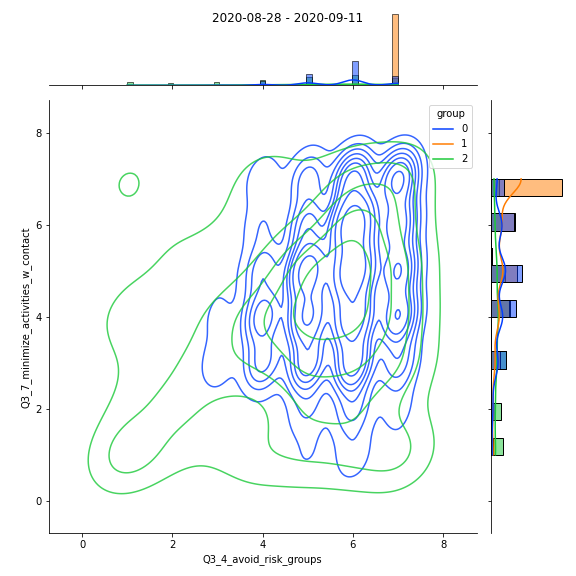 2020-08-28 - 2020-09-11
group
0
1
2
8
6
4
2
0
Q3_7_minimize_activities_w_contact
0 2 4 6 8
Q3_4_avoid_risk_groups